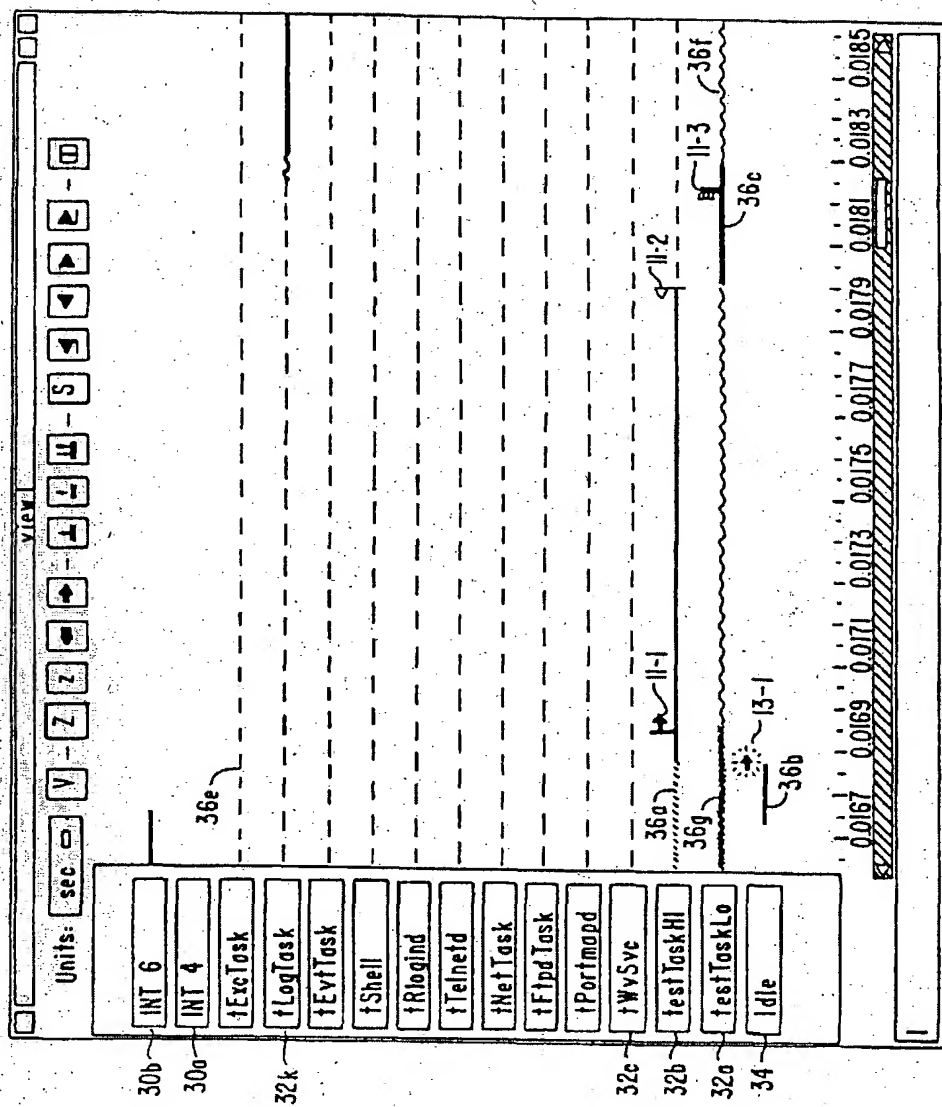 view
Units: sec V - Z z - S -
30b INT 6
30a INT 4
tExcTask 36e
32k tLogTask
tEvtTask
tShell
tRlogind
tTelnetd
tNetTask
tFtpdTask
tPortmapd
32c tWvSvc
32b testTaskHI 36a 11-1 11-2
32a testTaskLo 36g 36c 11-3 36f
34 Idle 36b 13-1
0.0167 0.0169 0.0171 0.0173 0.0175 0.0177 0.0179 0.0181 0.0183 0.0185